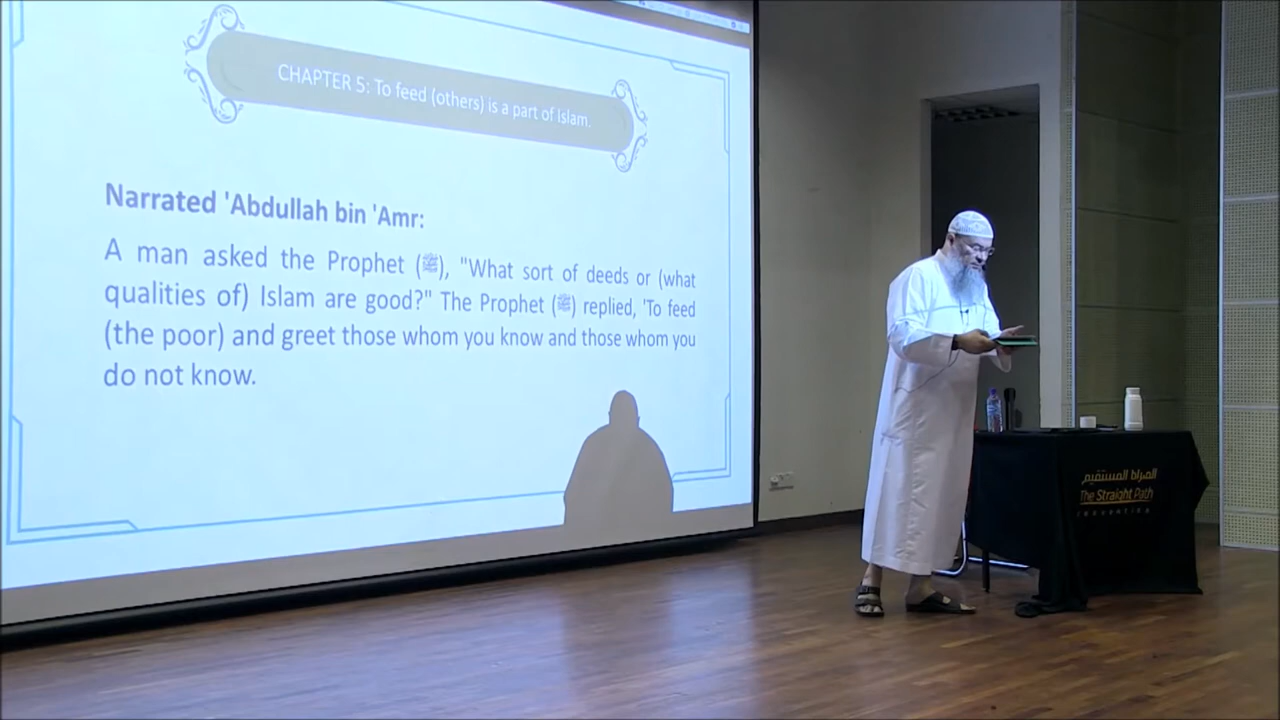 CHAPTER 5: To feed (others) is a part of Islam.
Narrated 'Abdullah bin 'Amr:
A man asked the Prophet (ﷺ), "What sort of deeds or (what
qualities of) Islam are good?" The Prophet (ﷺ) replied, 'To feed
(the poor) and greet those whom you know and those whom you
do not know.
الصراط المستقيم
The Straight Path
CONVENTION